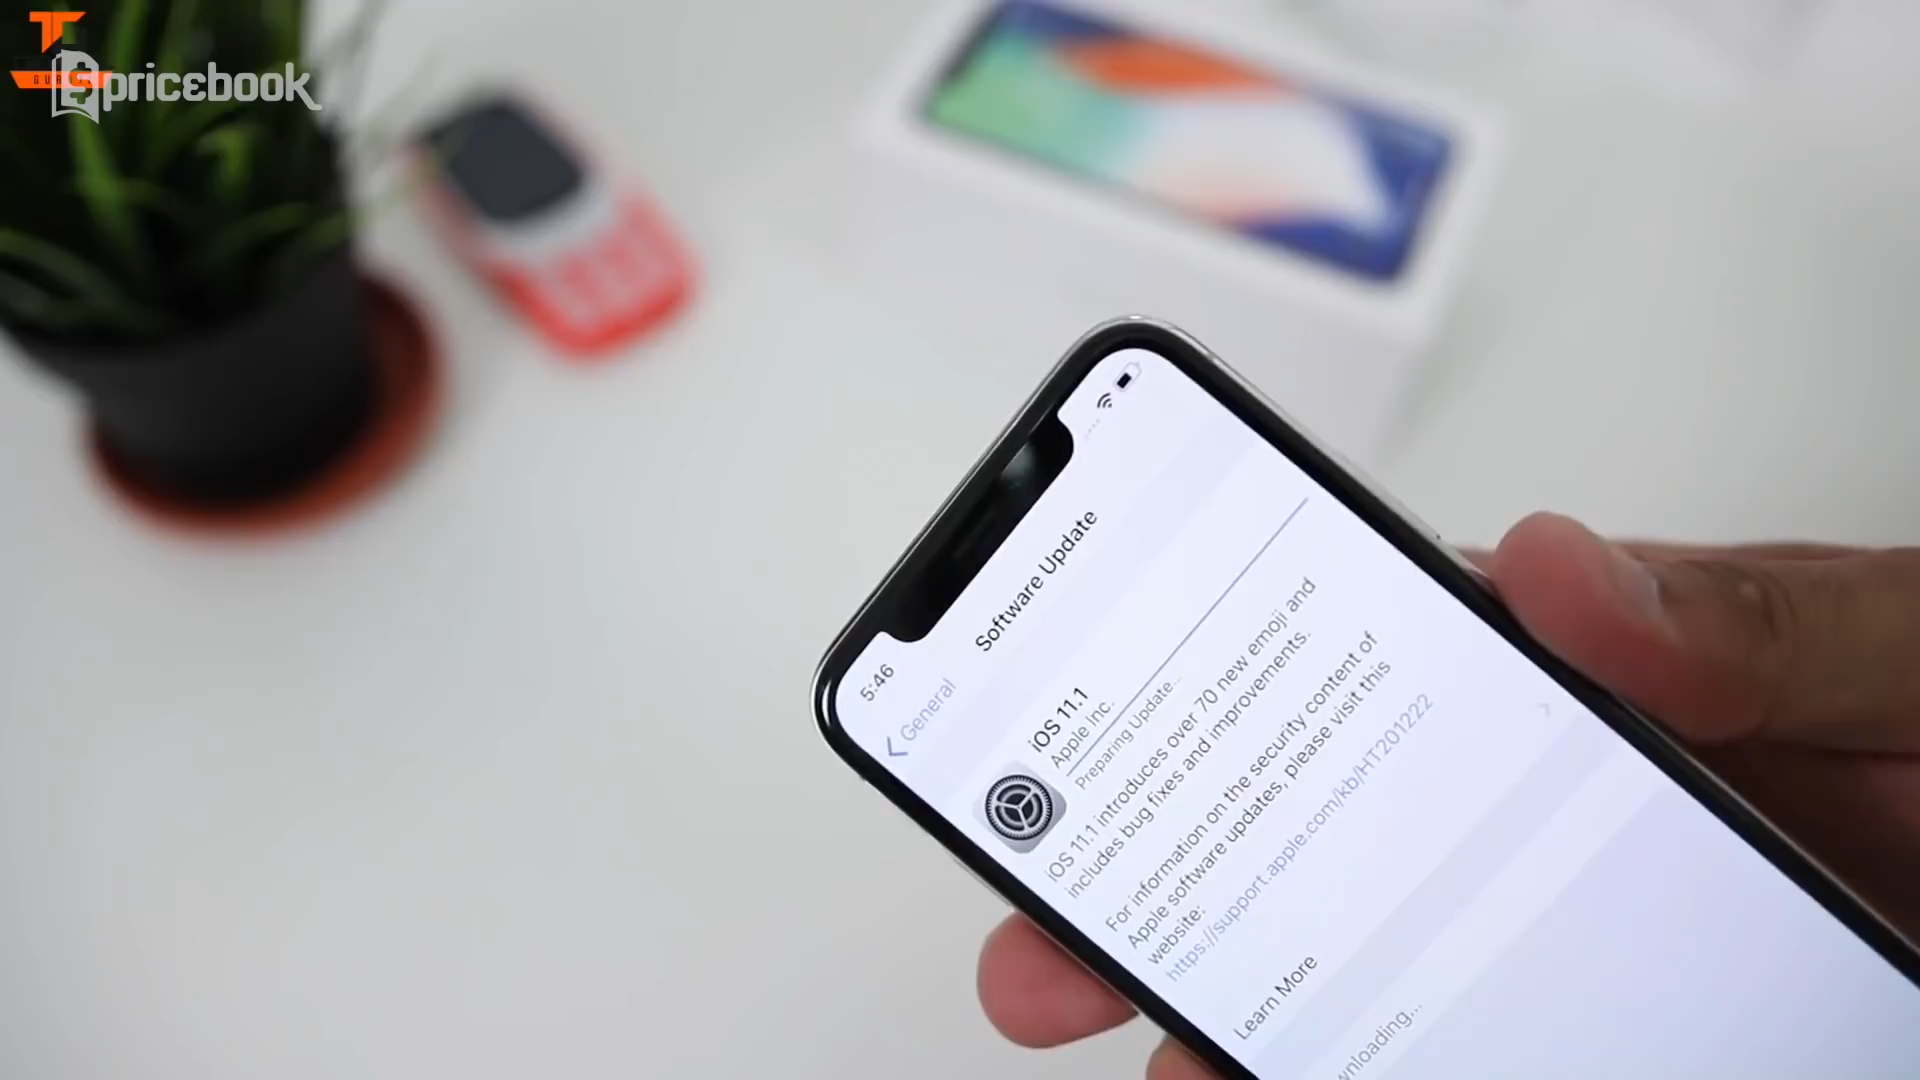 pricebook
5:46
General
Software Update
iOS 11.1
Apple Inc.
Preparing Update...
iOS 11.1 introduces over 70 new emoji and
includes bug fixes and improvements.
For information on the security content of
Apple software updates, please visit this
website:
https://support.apple.com/kb/HT201222
Learn More
wnloading...